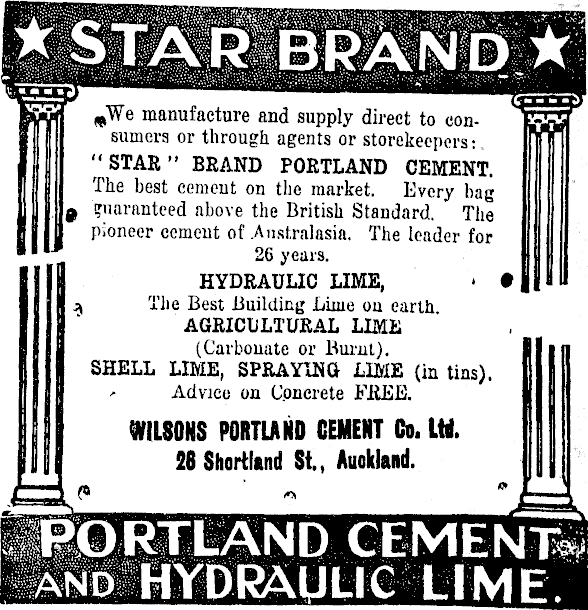 STAR BRAND
We manufacture and supply direct to con-
sumers or through agents or storekeepers:
"STAR" BRAND PORTLAND CEMENT.
The best cement on the market. Every bag
guaranteed above the British Standard. The
pioneer cement of Australasia. The leader for
26 years.
HYDRAULIC LIME,
The Best Building Lime on earth.
AGRICULTURAL LIME
(Carbonate or Burnt).
SHELL LIME, SPRAYING LIME (in tins).
Advice on Concrete FREE.
WILSONS PORTLAND CEMENT Co. Ltd.
26 Shortland St., Auckland.
PORTLAND CEMENT
AND HYDRAULIC LIME.